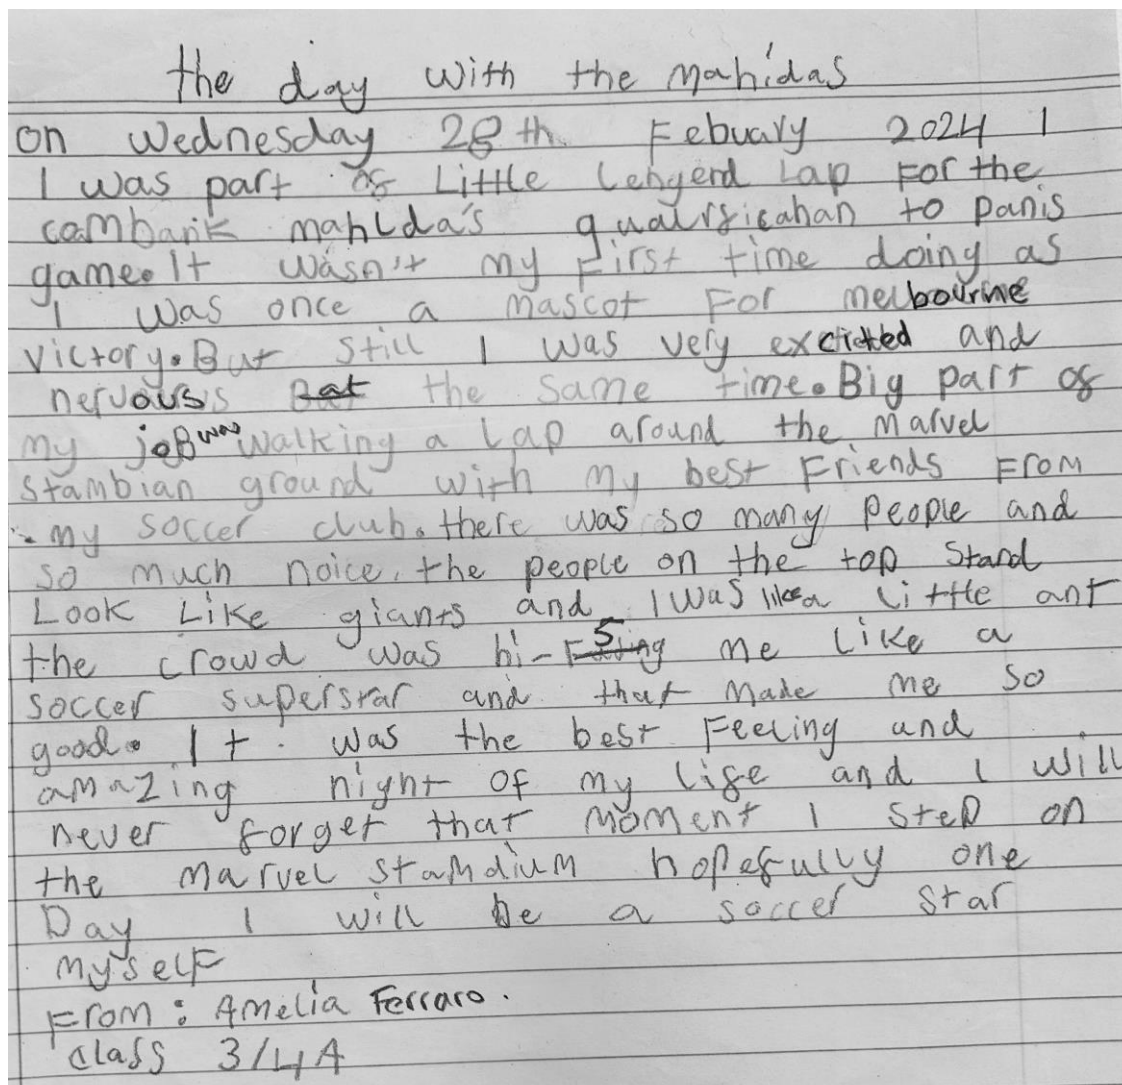 the day with the mahidas
on Wednesday 28th Febuary 2024 I
I was part of Little Lengend Lap For the
combank mahLda's qualrficahan to panis
game. It wasn't my First time doing as
I was once a mascot For melbourne
victory. But still I was very exciteted and
nervous at the same time. Big part of
my joB was walking a Lap around the marvel
stambian ground with my best Friends From
my soccer club. there was so many people and
so much noice. the people on the top stand
Look Like giants and I was like a little ant
the crowd was hi-5ing me Like a
soccer superstar and that made me so
good. It was the best Feeling and
amazing night of my life and I will
never forget that moment I step on
the marvel stamdium hopefully one
Day I will be a soccer star
myself
From: Amelia Ferraro.
class 3/4A